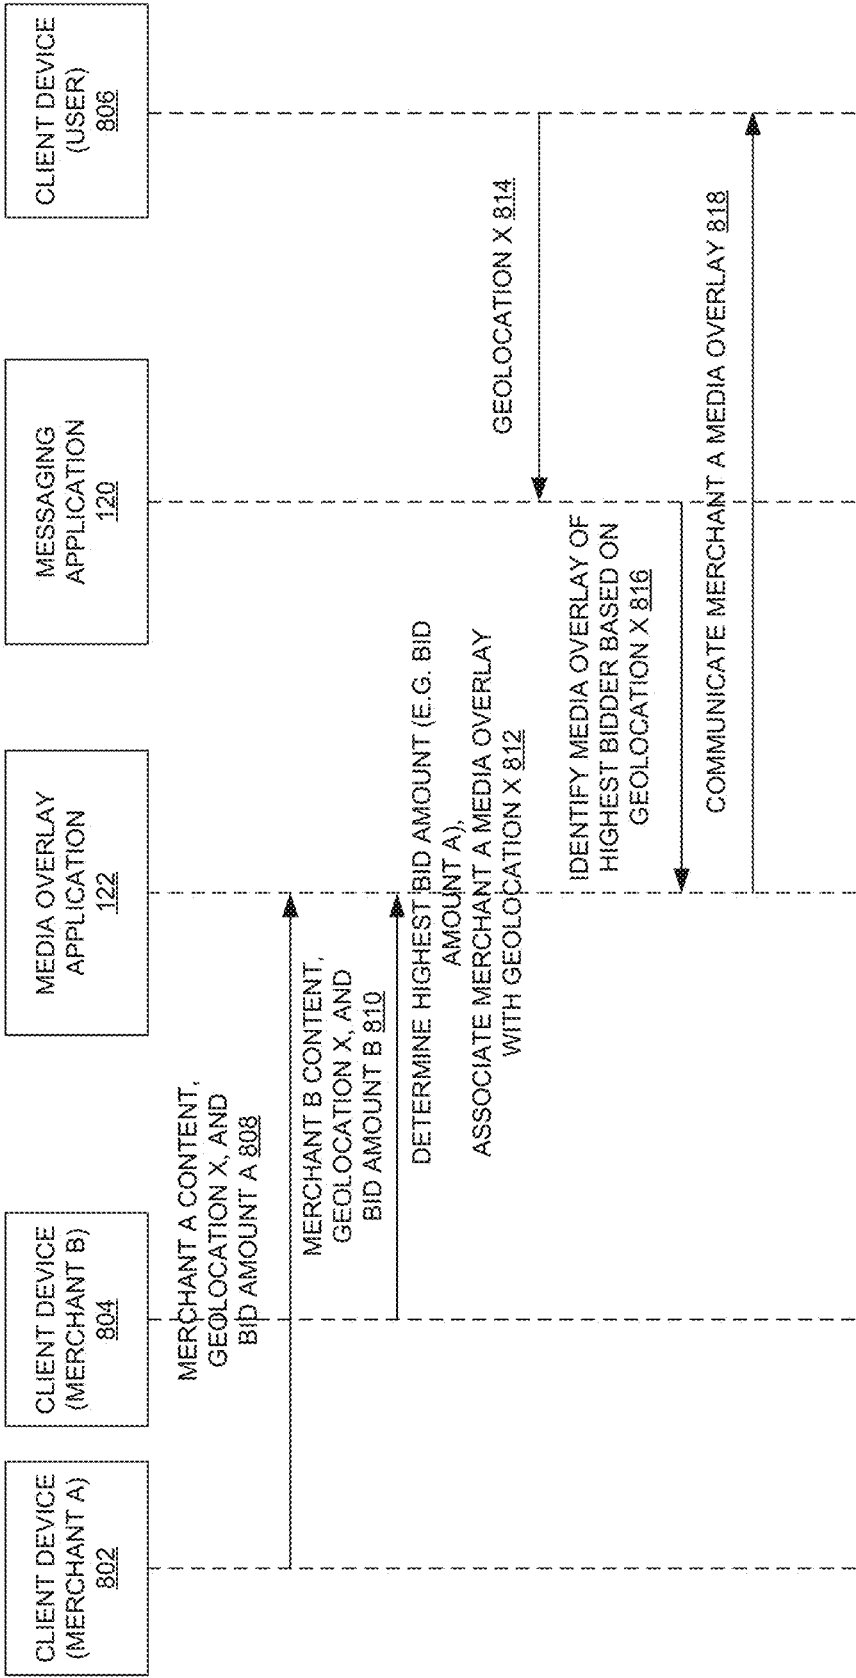 CLIENT DEVICE
(MERCHANT A)
802
CLIENT DEVICE
(MERCHANT B)
804
MEDIA OVERLAY
APPLICATION
122
MESSAGING
APPLICATION
120
CLIENT DEVICE
(USER)
806
MERCHANT A CONTENT,
GEOLOCATION X, AND
BID AMOUNT A 808
MERCHANT B CONTENT,
GEOLOCATION X, AND
BID AMOUNT B 810
DETERMINE HIGHEST BID AMOUNT (E.G. BID
AMOUNT A),
ASSOCIATE MERCHANT A MEDIA OVERLAY
WITH GEOLOCATION X 812
GEOLOCATION X 814
IDENTIFY MEDIA OVERLAY OF
HIGHEST BIDDER BASED ON
GEOLOCATION X 816
COMMUNICATE MERCHANT A MEDIA OVERLAY 818